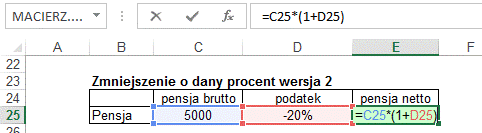 MACIERZ.... =C25*(1+D25)
A B C D E F
22
23 Zmniejszenie o dany procent wersja 2
24 pensja brutto podatek pensja netto
25 Pensja 5000 -20% =C25*(1+D25)